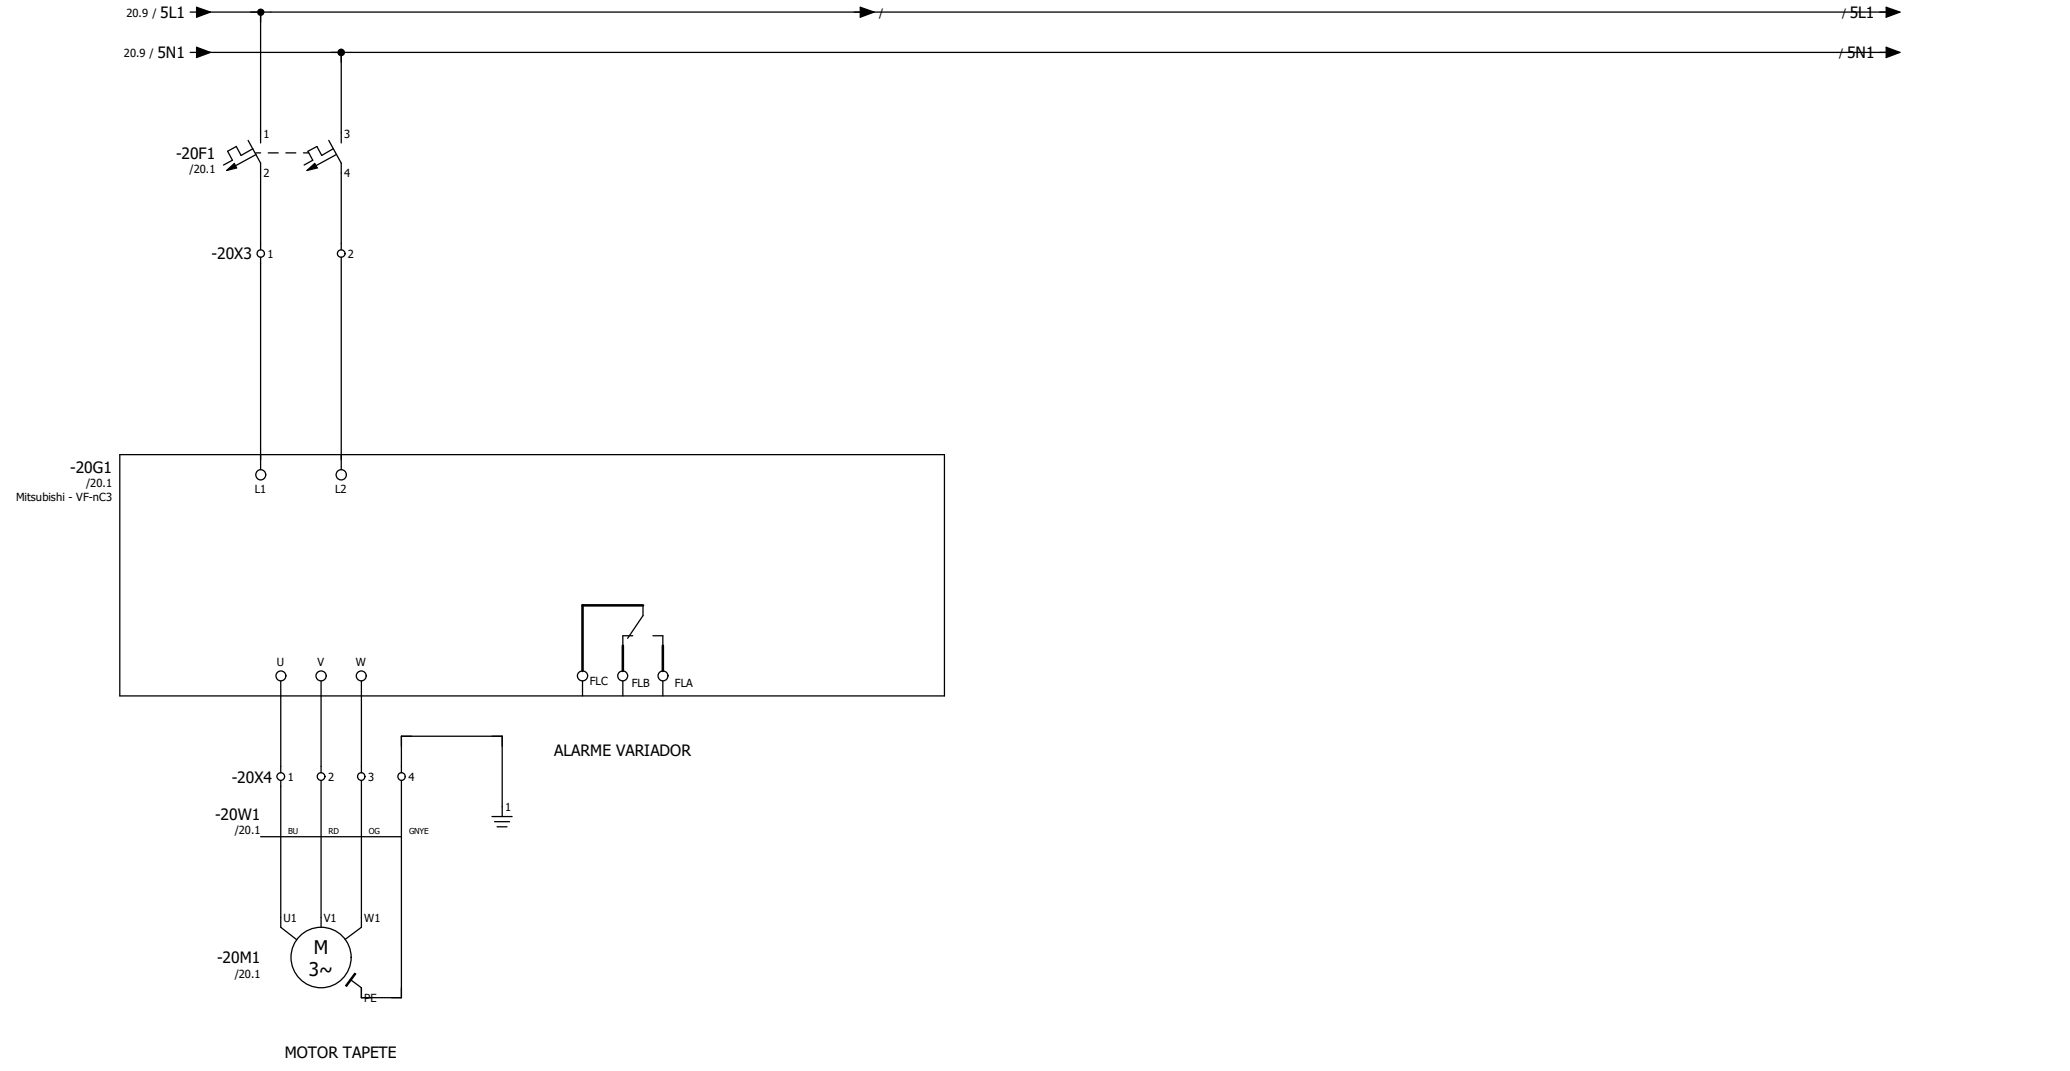 20.9 / 5L1
/
/ 5L1
20.9 / 5N1
/ 5N1
1
3
-20F1
/20.1
2
4
-20X3
1
2
-20G1
/20.1
Mitsubishi - VF-nC3
L1
L2
U
V
W
FLC
FLB
FLA
ALARME VARIADOR
-20X4
1
2
3
4
-20W1
/20.1
BU
RD
OG
GNYE
1
U1
V1
W1
-20M1
/20.1
M
3~
PE
MOTOR TAPETE